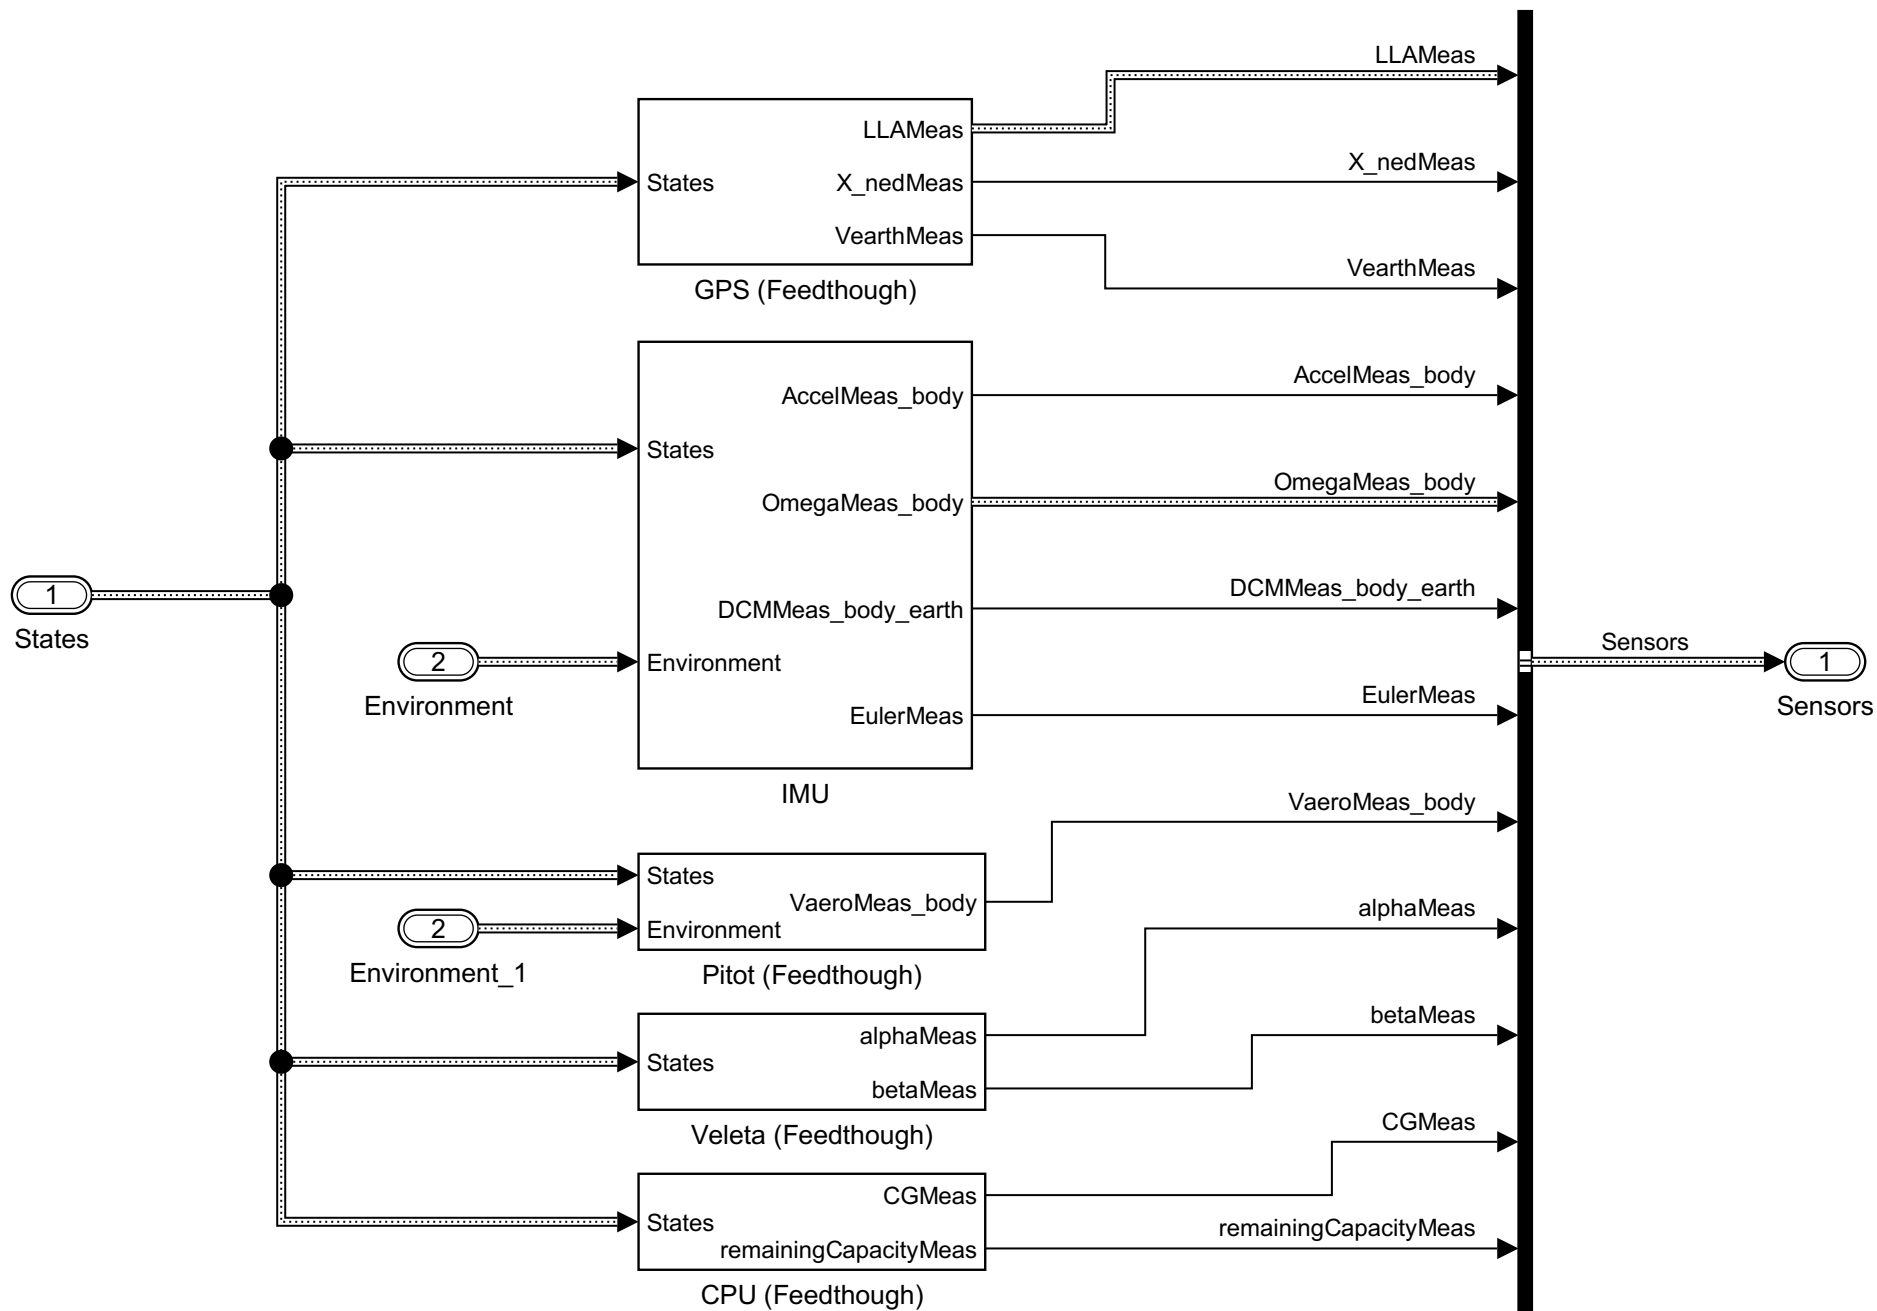 LLAMeas
LLAMeas
X_nedMeas
States
X_nedMeas
VearthMeas
VearthMeas
GPS (Feedthough)
AccelMeas_body
AccelMeas_body
States
OmegaMeas_body
OmegaMeas_body
1
States
DCMMeas_body_earth
DCMMeas_body_earth
2
Environment
Environment
Sensors
1
Sensors
EulerMeas
EulerMeas
IMU
VaeroMeas_body
States
VaeroMeas_body
2
Environment
Environment_1
Pitot (Feedthough)
alphaMeas
alphaMeas
States
betaMeas
betaMeas
Veleta (Feedthough)
CGMeas
CGMeas
States
remainingCapacityMeas
remainingCapacityMeas
CPU (Feedthough)